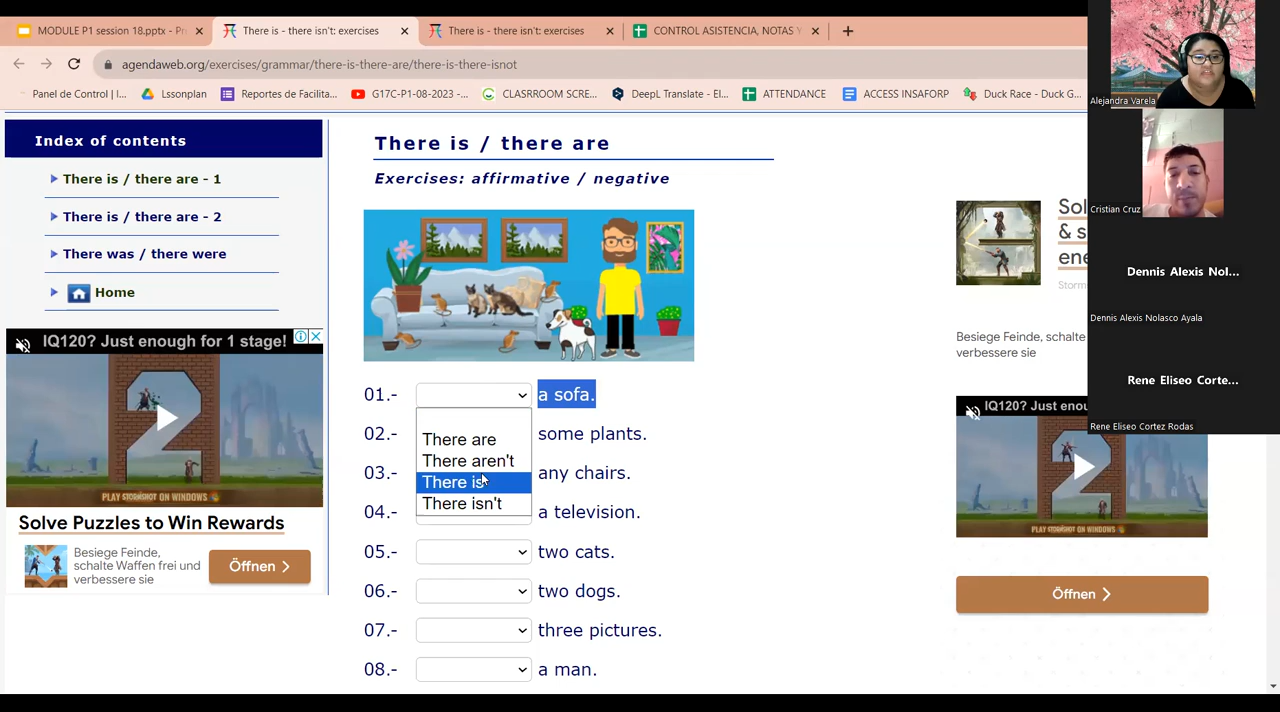 MODULE P1 session 18.pptx - Pr
There is - there isn't: exercises
There is - there isn't: exercises
CONTROL ASISTENCIA, NOTAS Y
agendaweb.org/exercises/grammar/there-is-there-are/there-is-there-isnot
Panel de Control | I...
Lssonplan
Reportes de Facilita...
G17C-P1-08-2023 -...
CLASSROOM SCRE...
DeepL Translate - El...
ATTENDANCE
ACCESS INSAFORP
Duck Race - Duck G...
Alejandra Varela
Cristian Cruz
Dennis Alexis Nol...
Dennis Alexis Nolasco Ayala
Rene Eliseo Corte...
Rene Eliseo Cortez Rodas
Index of contents
There is / there are - 1
There is / there are - 2
There was / there were
Home
IQ120? Just enough for 1 stage!
2
PLAY STORMSHOT ON WINDOWS
Solve Puzzles to Win Rewards
Besiege Feinde,
schalte Waffen frei und
verbessere sie
Öffnen
There is / there are
Exercises: affirmative / negative
01.- a sofa.
There are
There aren't
There is
There isn't
02.- some plants.
03.- any chairs.
04.- a television.
05.- two cats.
06.- two dogs.
07.- three pictures.
08.- a man.
Sol
& s
ene
Storm
Besiege Feinde, schalte
verbessere sie
IQ120? Just enou
PLAY STORMSHOT ON WINDOWS
Öffnen